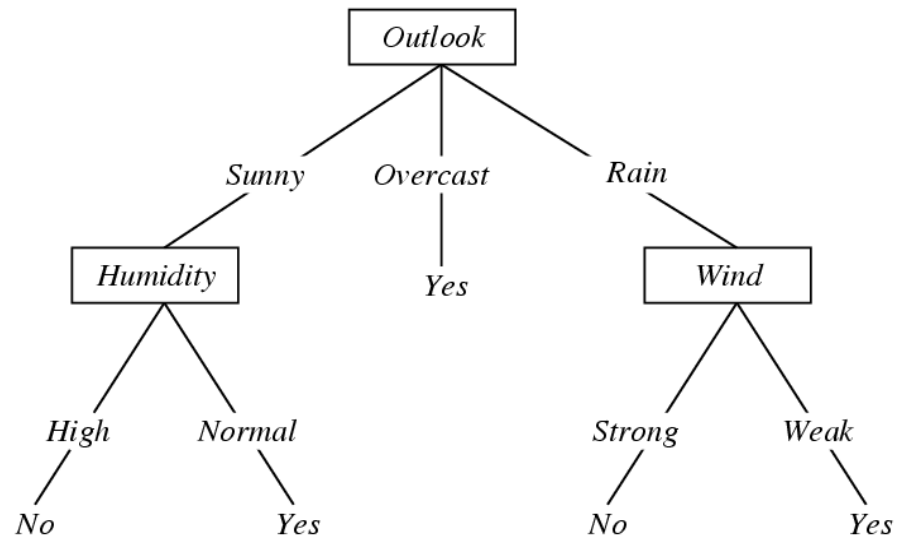 Outlook
Sunny Overcast Rain
Humidity Yes Wind
High Normal Strong Weak
No Yes No Yes